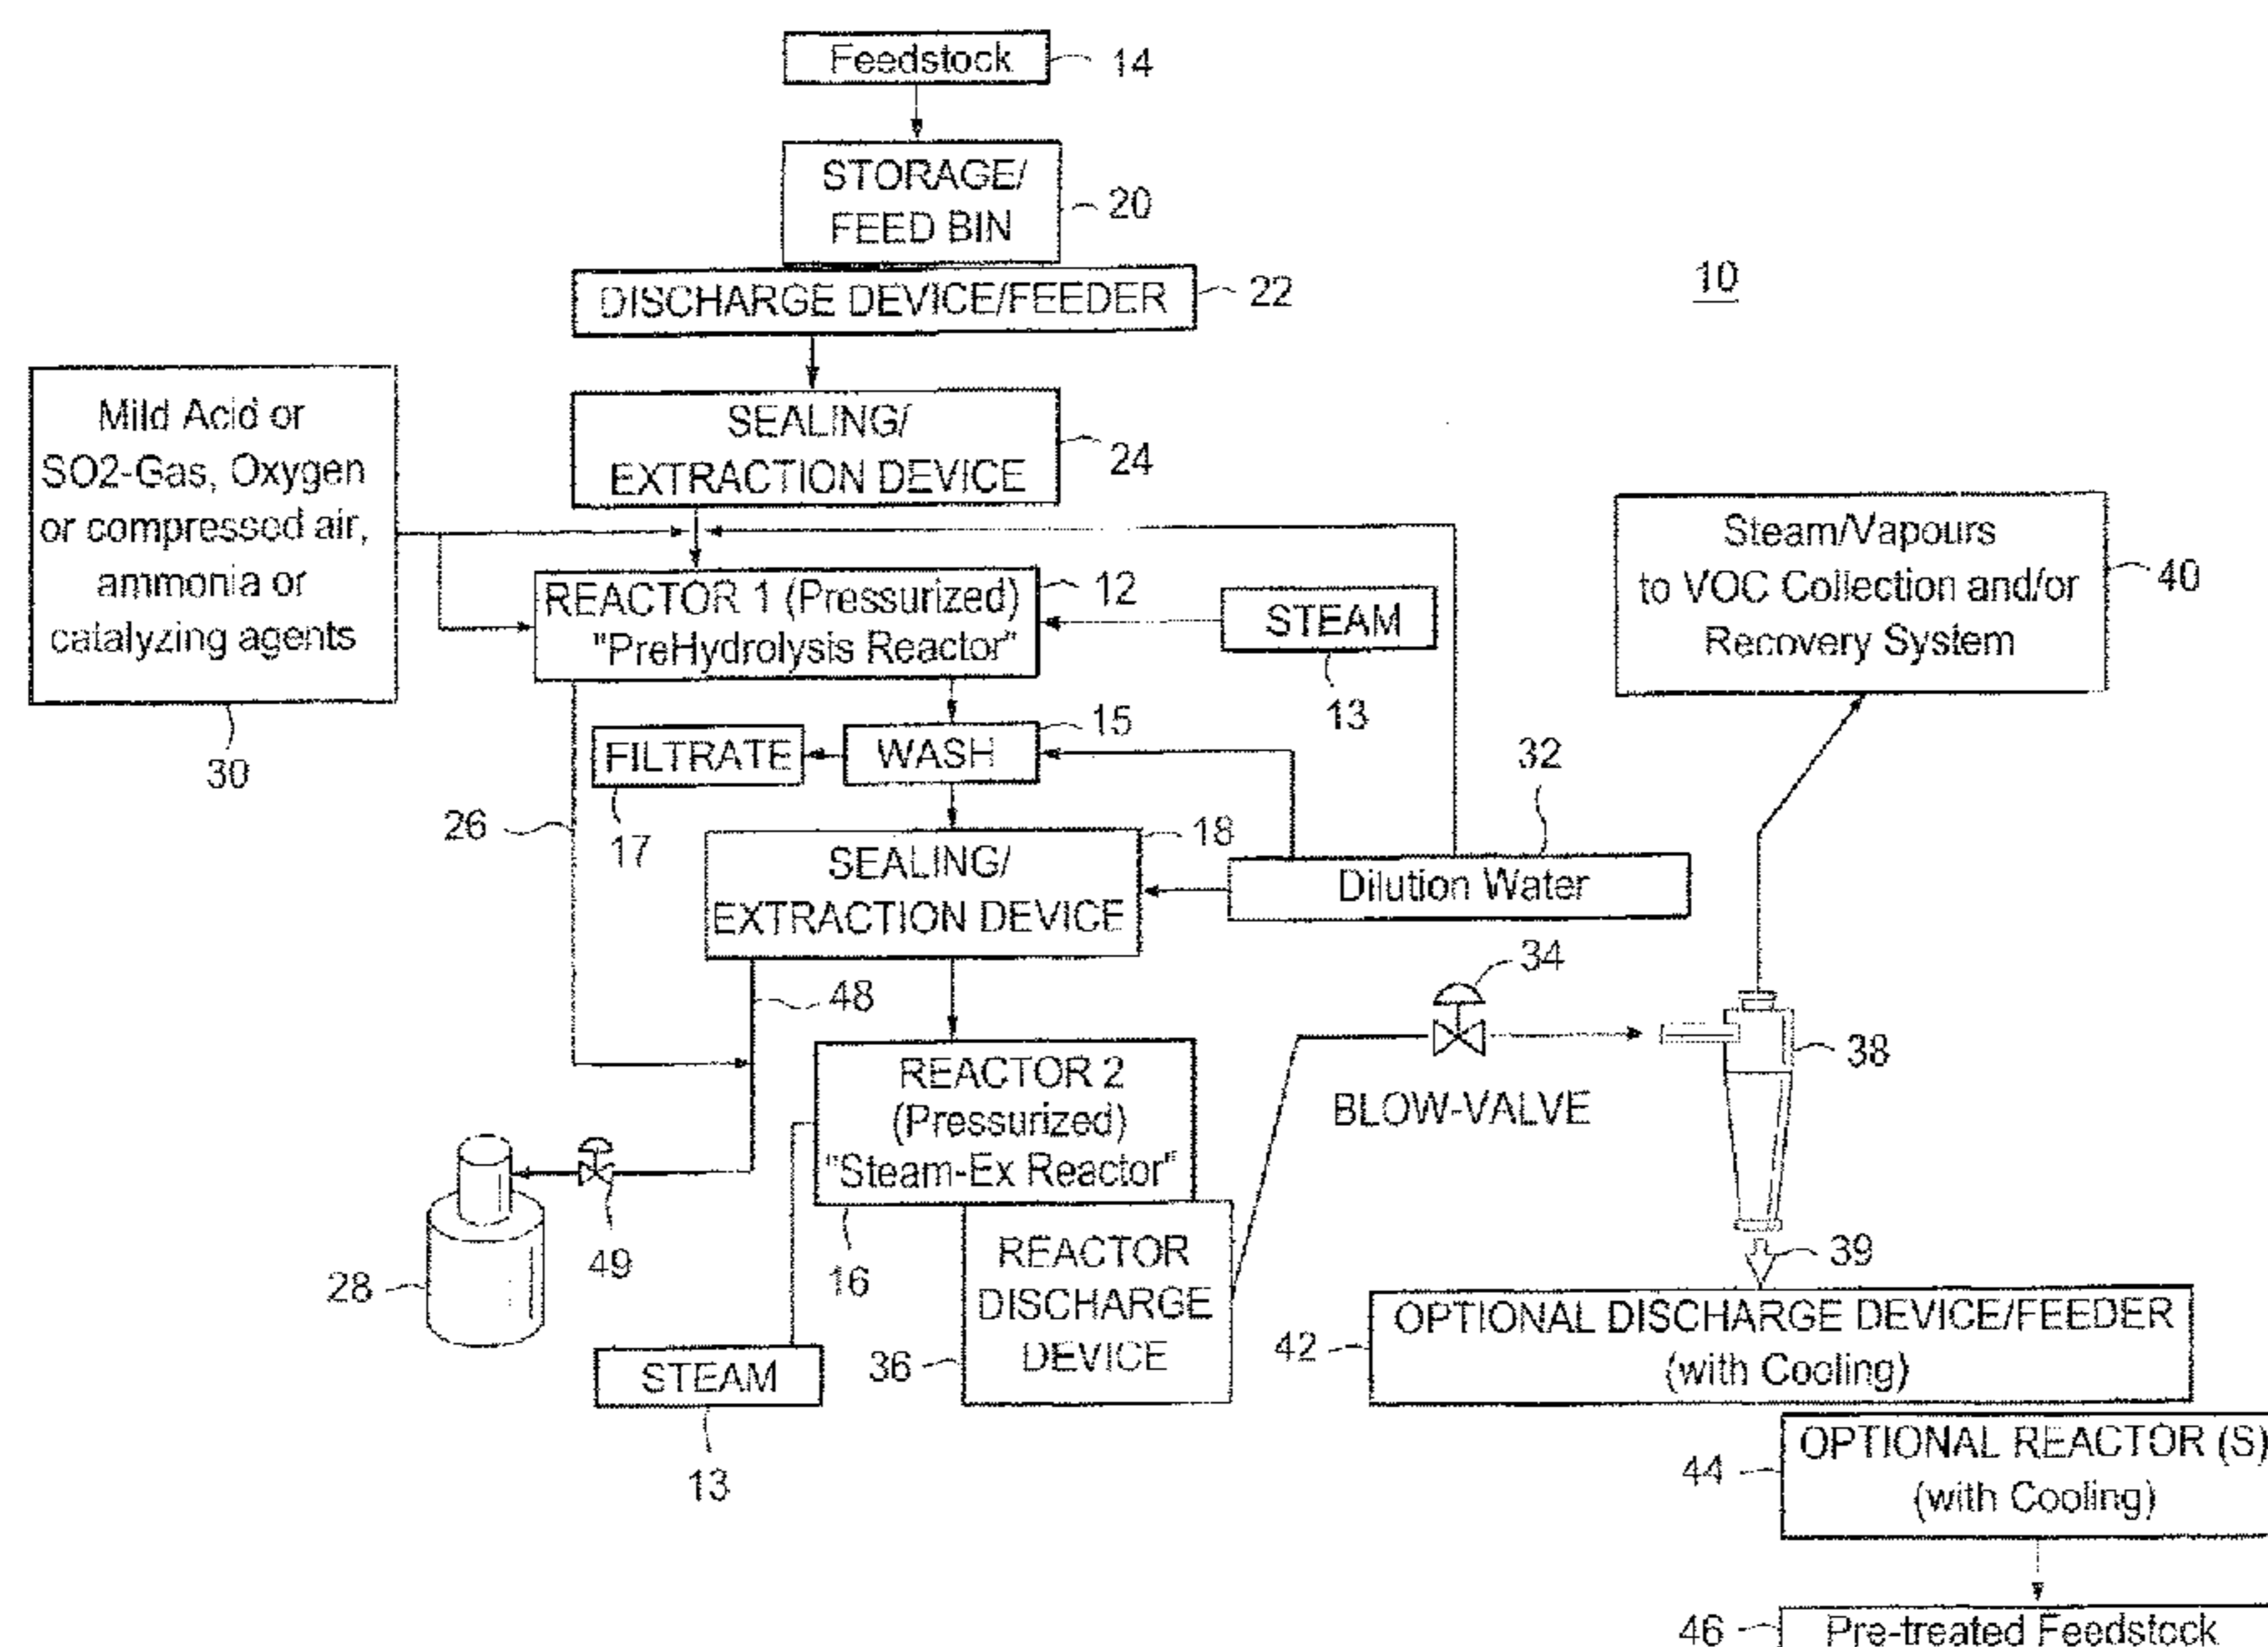 Feedstock
14
STORAGE/
FEED BIN
20
DISCHARGE DEVICE/FEEDER
22
10
SEALING/
EXTRACTION DEVICE
24
Mild Acid or
SO2-Gas, Oxygen
or compressed air,
ammonia or
catalyzing agents
30
REACTOR 1 (Pressurized)
"PreHydrolysis Reactor"
12
STEAM
13
Steam/Vapours
to VOC Collection and/or
Recovery System
40
FILTRATE
17
WASH
15
26
32
SEALING/
EXTRACTION DEVICE
18
Dilution Water
48
34
BLOW-VALVE
38
REACTOR 2
(Pressurized)
"Steam-Ex Reactor"
16
49
28
39
REACTOR
DISCHARGE
DEVICE
36
STEAM
13
OPTIONAL DISCHARGE DEVICE/FEEDER
(with Cooling)
42
OPTIONAL REACTOR (S)
(with Cooling)
44
46
Pre-treated Feedstock